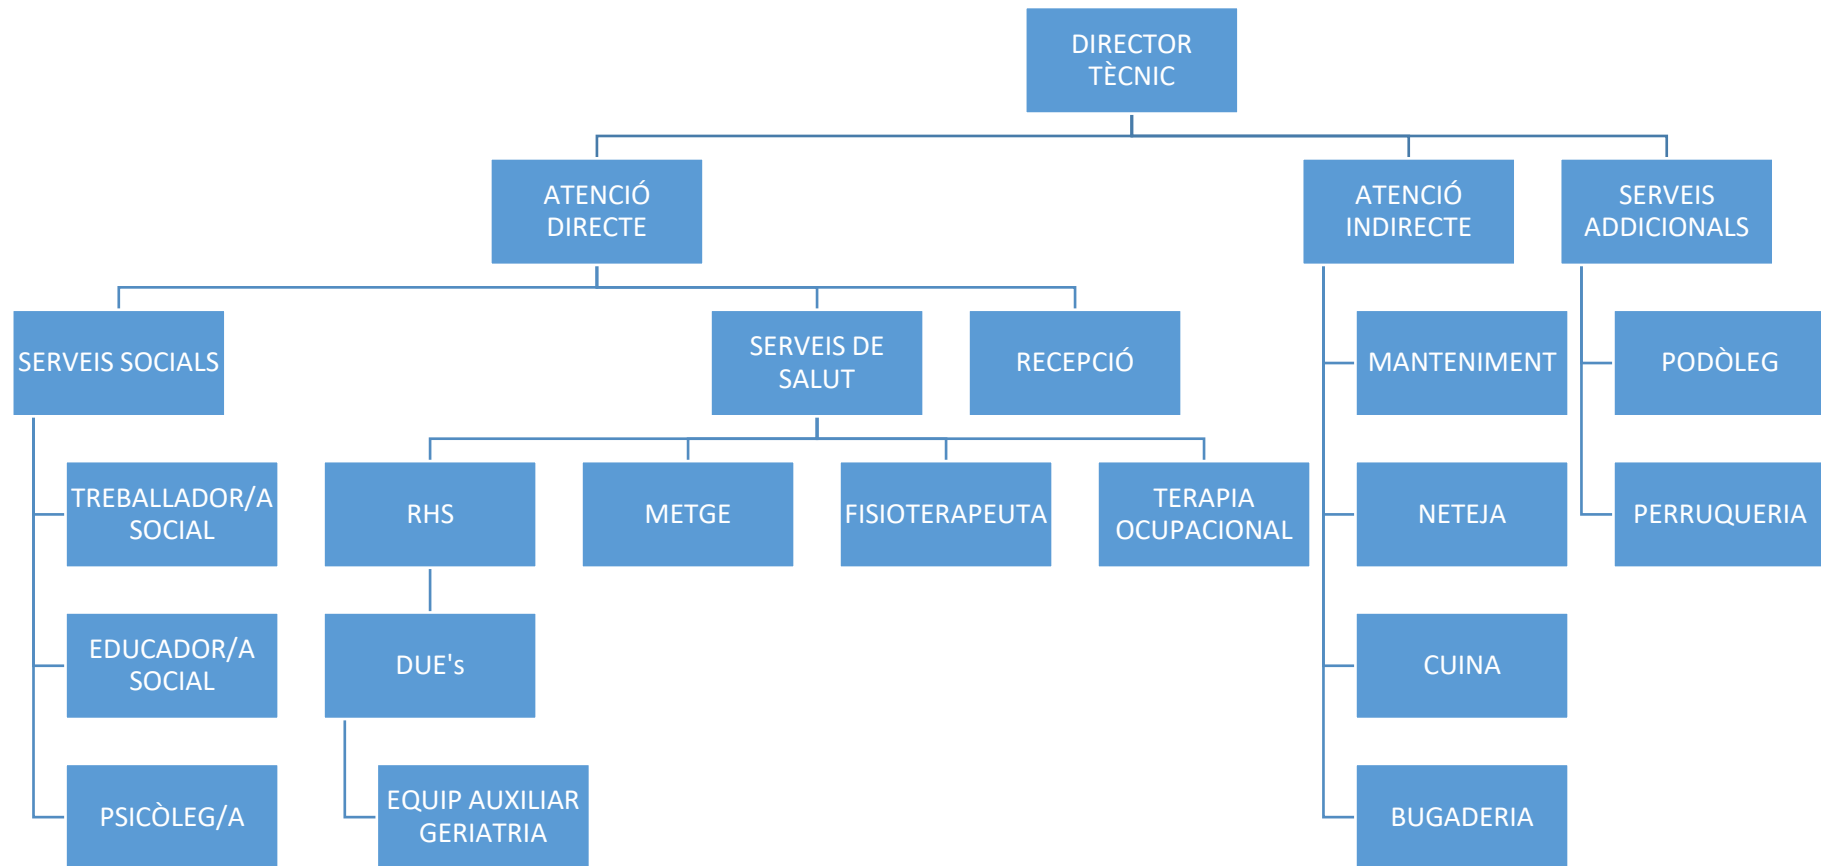 DIRECTOR
TÈCNIC
ATENCIÓ
DIRECTE
ATENCIÓ
INDIRECTE
SERVEIS
ADDICIONALS
SERVEIS SOCIALS
SERVEIS DE
SALUT
RECEPCIÓ
MANTENIMENT
PODÒLEG
TREBALLADOR/A
SOCIAL
RHS
METGE
FISIOTERAPEUTA
TERAPIA
OCUPACIONAL
NETEJA
PERRUQUERIA
EDUCADOR/A
SOCIAL
DUE's
CUINA
PSICÒLEG/A
EQUIP AUXILIAR
GERIATRIA
BUGADERIA